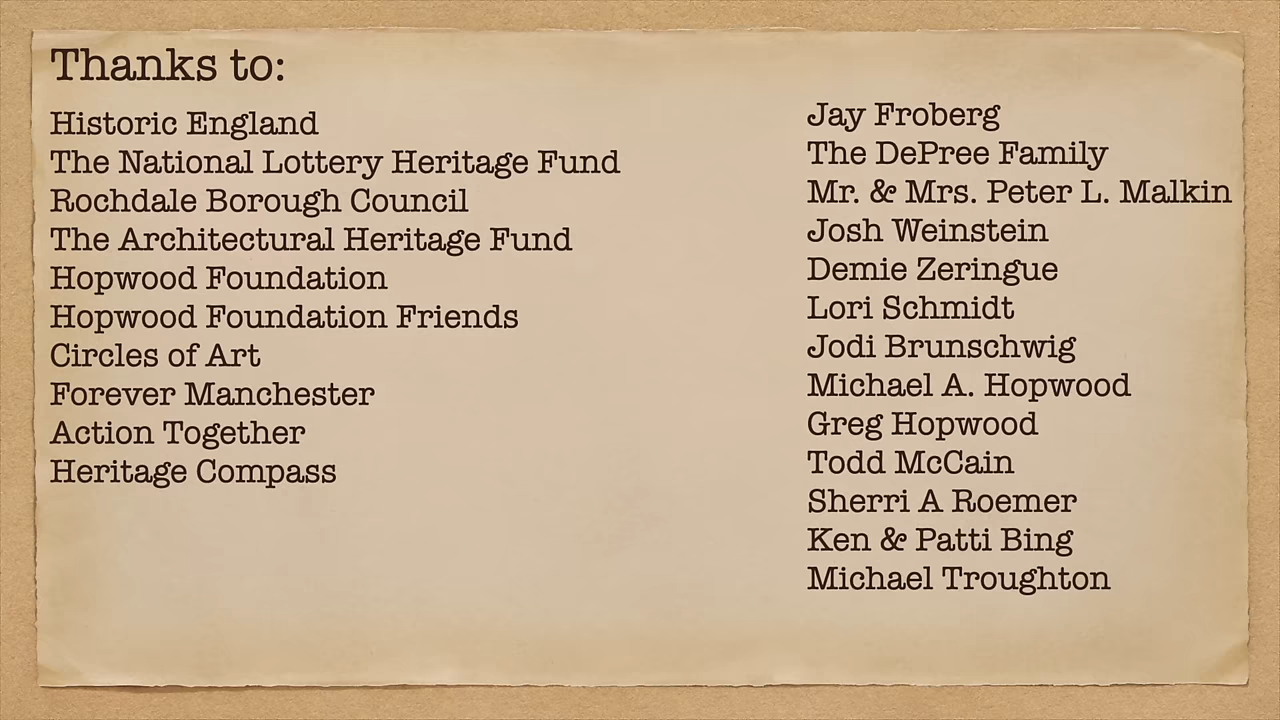 Thanks to:
Historic England
The National Lottery Heritage Fund
Rochdale Borough Council
The Architectural Heritage Fund
Hopwood Foundation
Hopwood Foundation Friends
Circles of Art
Forever Manchester
Action Together
Heritage Compass
Jay Froberg
The DePree Family
Mr. & Mrs. Peter L. Malkin
Josh Weinstein
Demie Zeringue
Lori Schmidt
Jodi Brunschwig
Michael A. Hopwood
Greg Hopwood
Todd McCain
Sherri A Roemer
Ken & Patti Bing
Michael Troughton